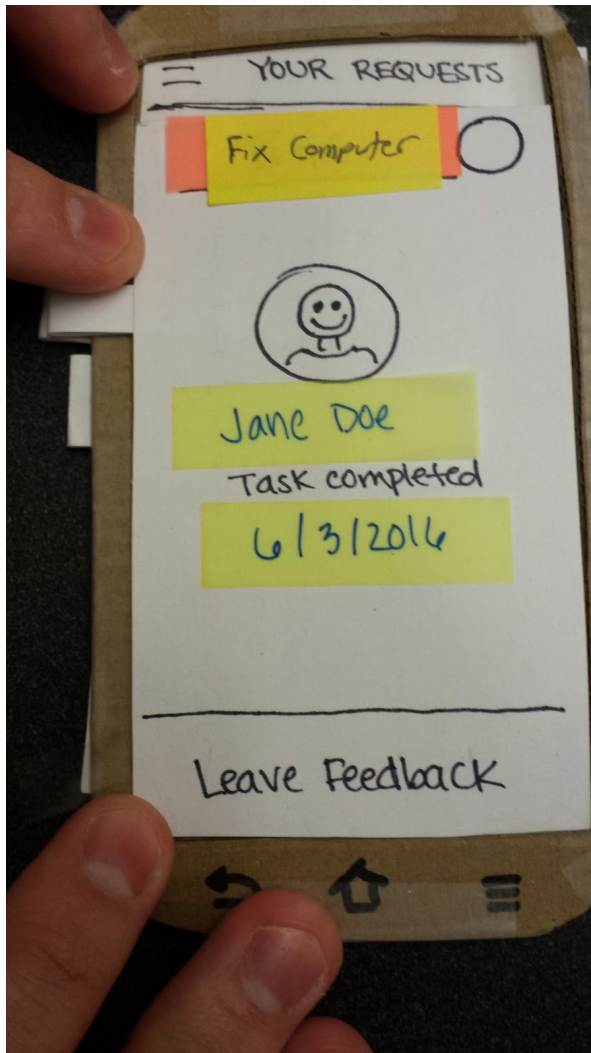 YOUR REQUESTS
Fix Computer
Jane Doe
Task completed
6/3/2016
Leave Feedback